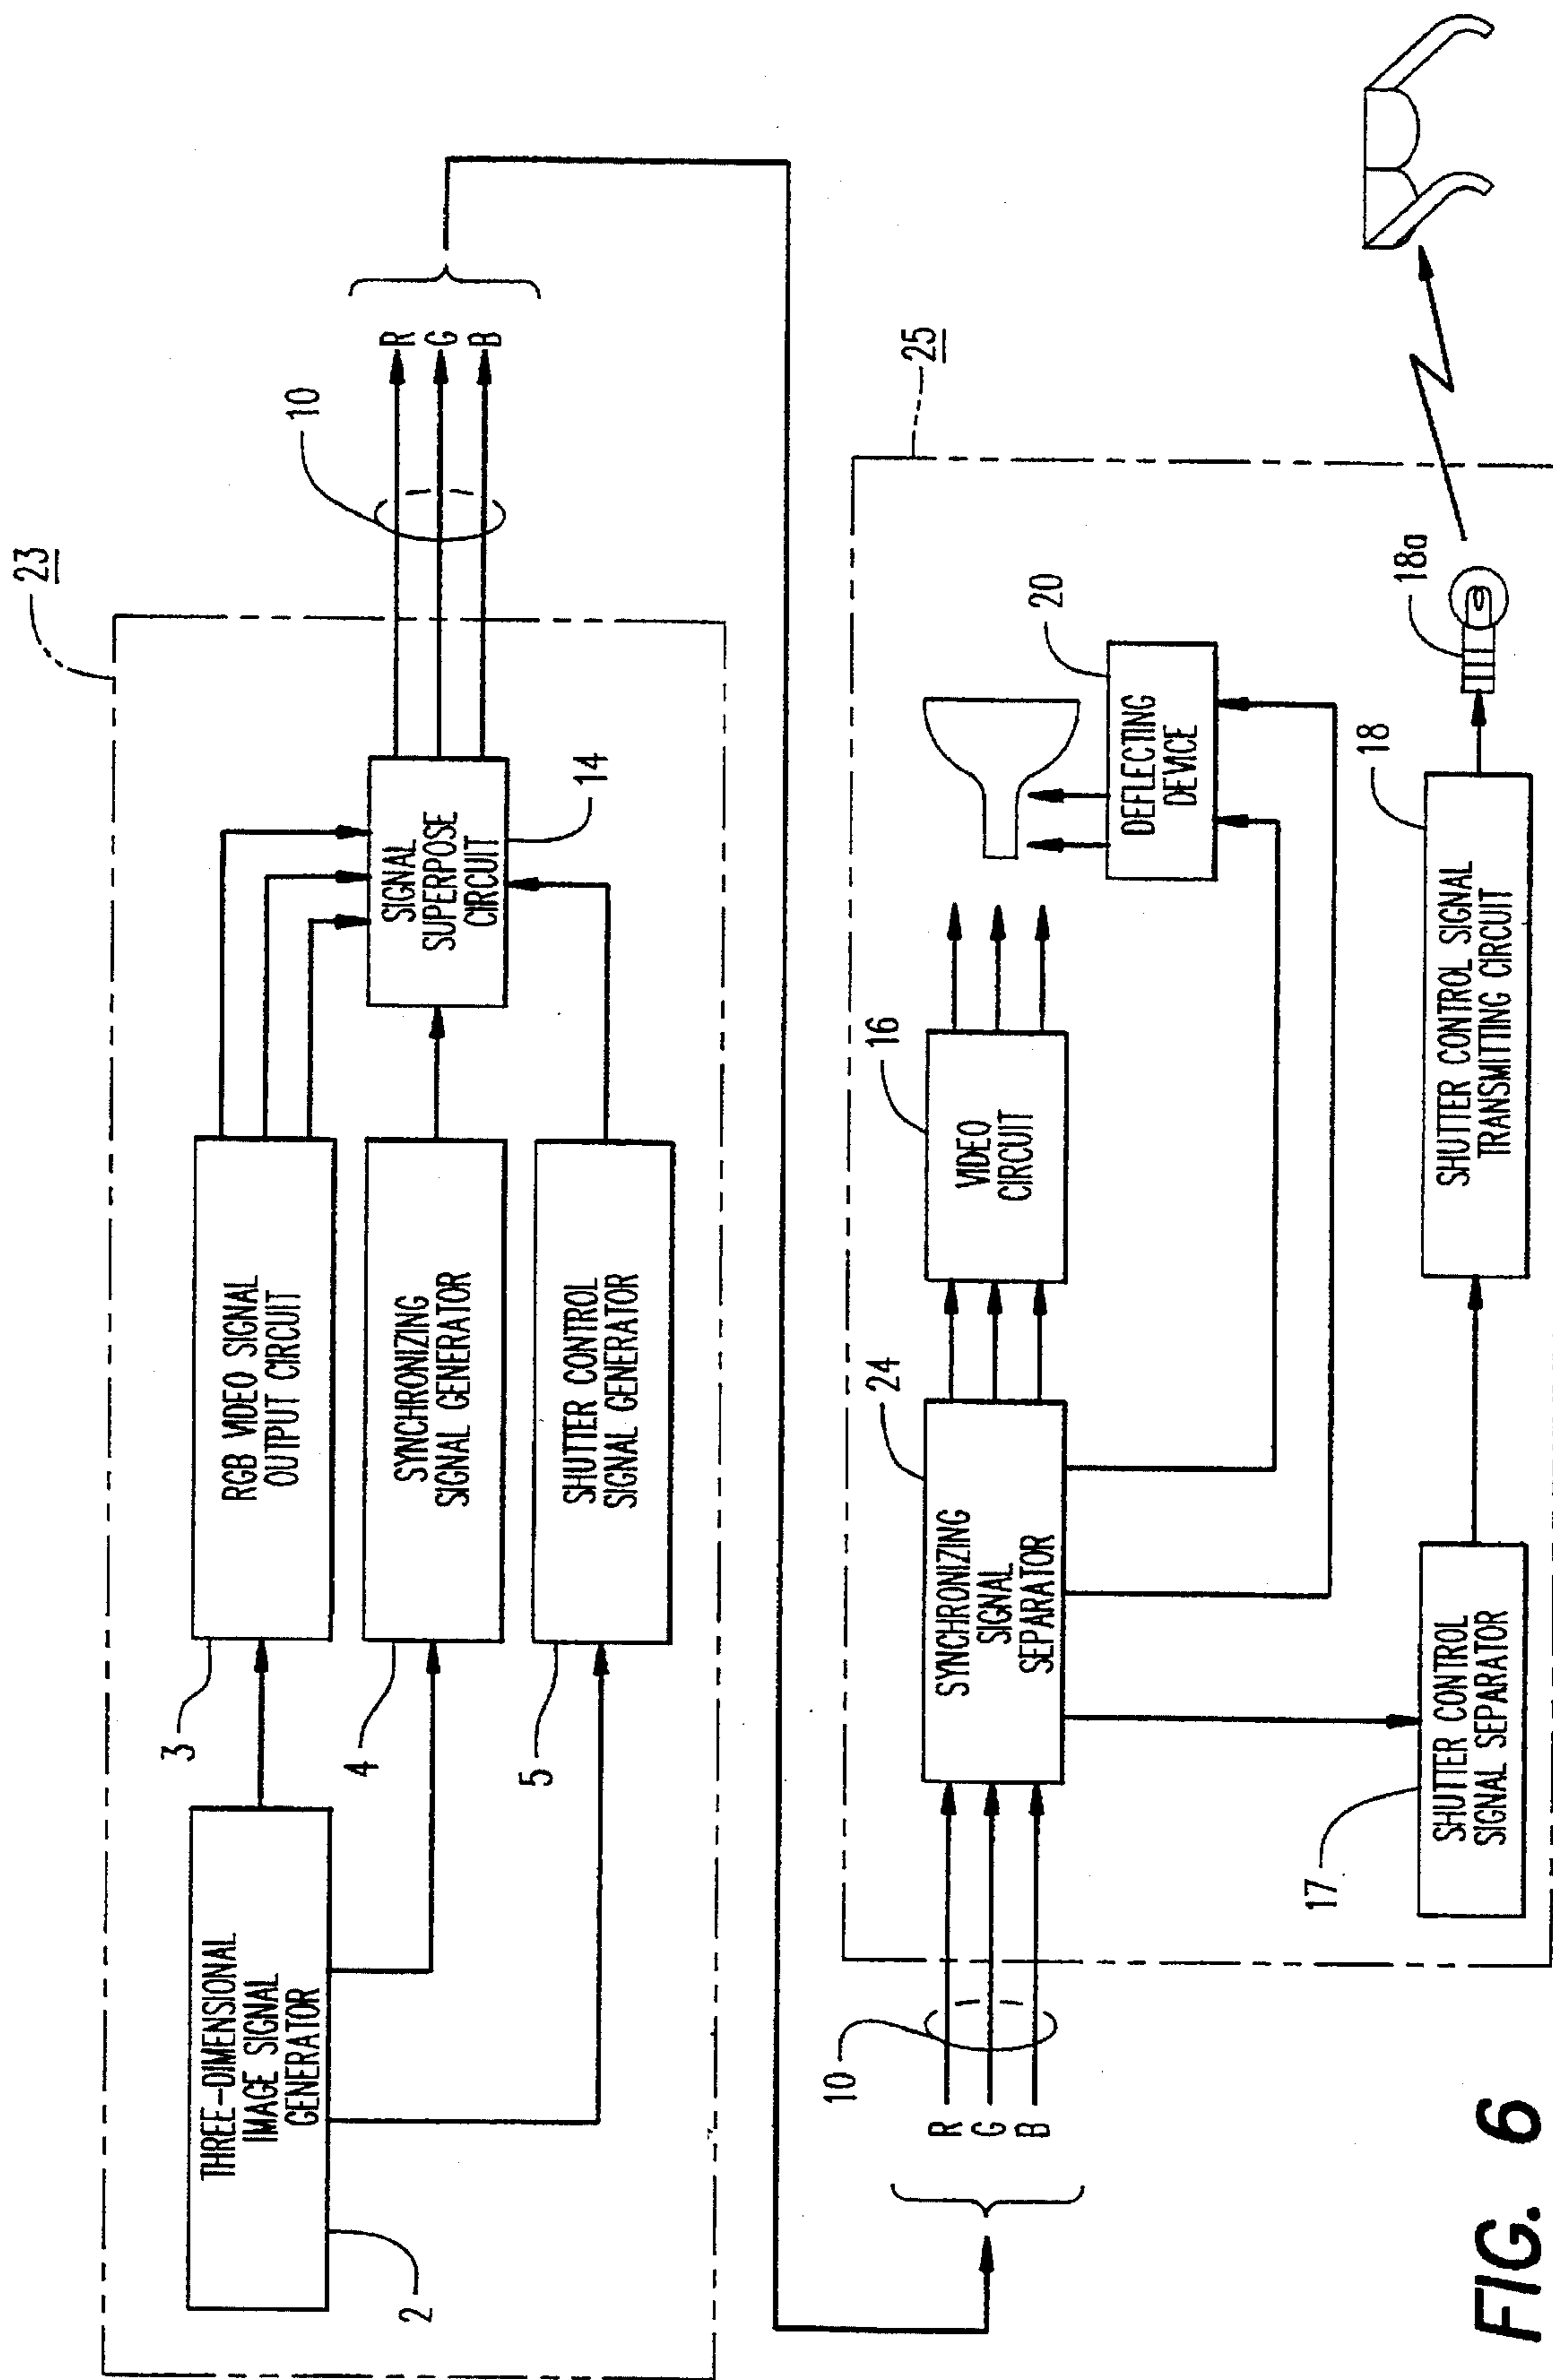 23
THREE-DIMENSIONAL
IMAGE SIGNAL
GENERATOR
2
3
RGB VIDEO SIGNAL
OUTPUT CIRCUIT
4
SYNCHRONIZING
SIGNAL GENERATOR
5
SHUTTER CONTROL
SIGNAL GENERATOR
SIGNAL
SUPERPOSE
CIRCUIT
14
10
R
G
B
25
10
R
G
B
24
SYNCHRONIZING
SIGNAL
SEPARATOR
16
VIDEO
CIRCUIT
20
DEFLECTING
DEVICE
17
SHUTTER CONTROL
SIGNAL SEPARATOR
18
SHUTTER CONTROL SIGNAL
TRANSMITTING CIRCUIT
18a
FIG. 6